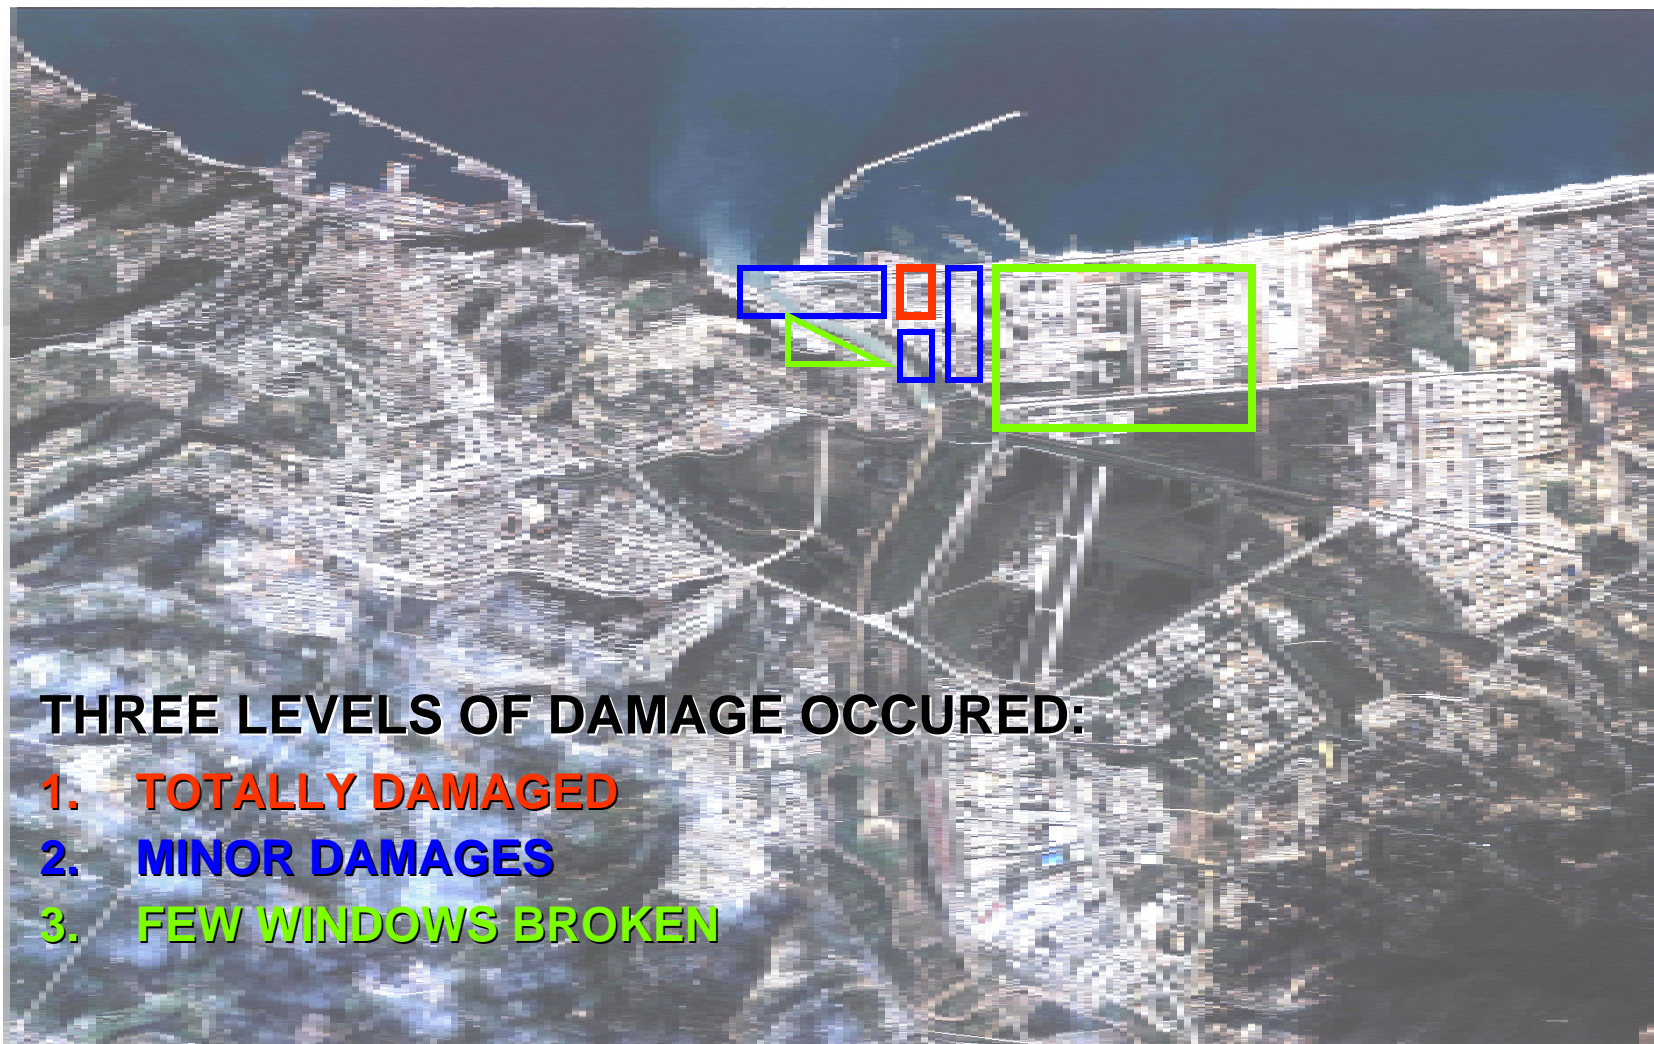 THREE LEVELS OF DAMAGE OCCURED:
1. TOTALLY DAMAGED
2. MINOR DAMAGES
3. FEW WINDOWS BROKEN